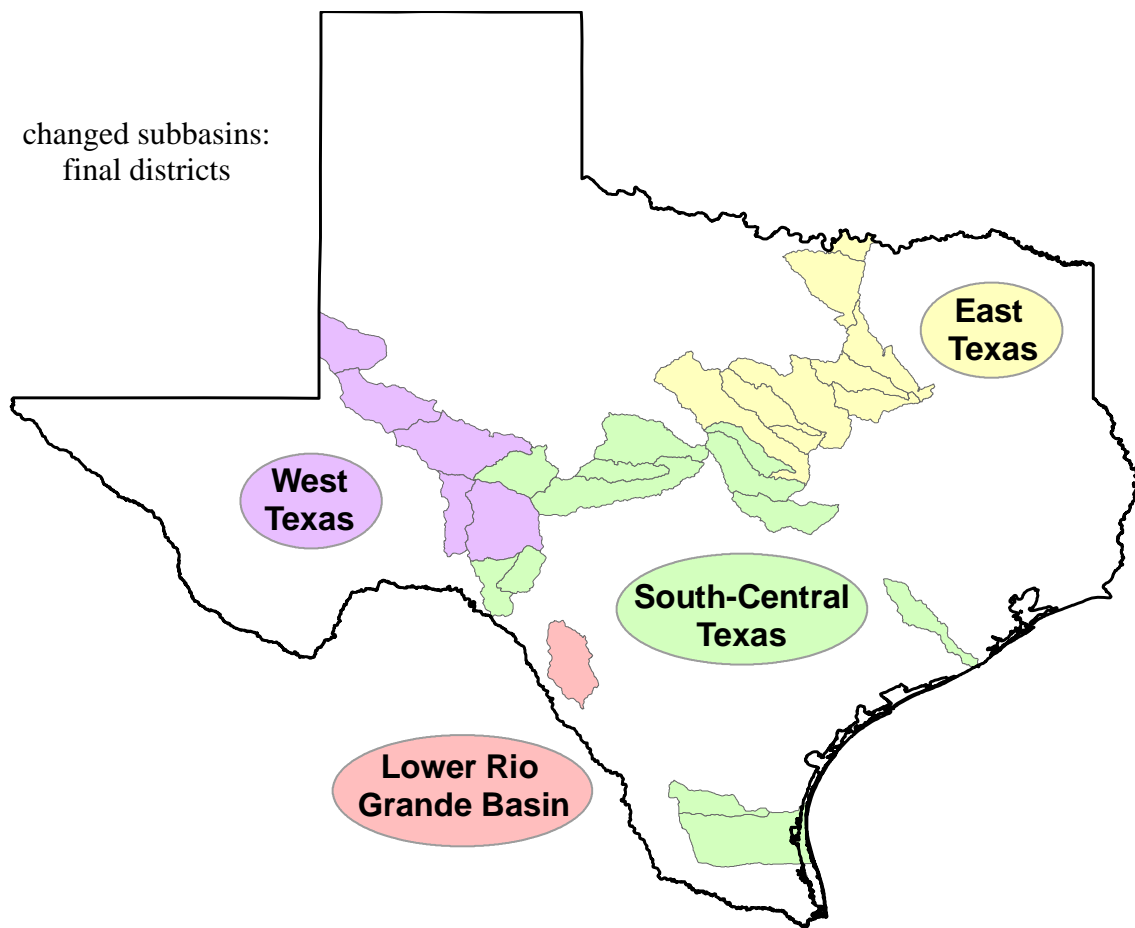 changed subbasins:
final districts
East
Texas
West
Texas
South-Central
Texas
Lower Rio
Grande Basin